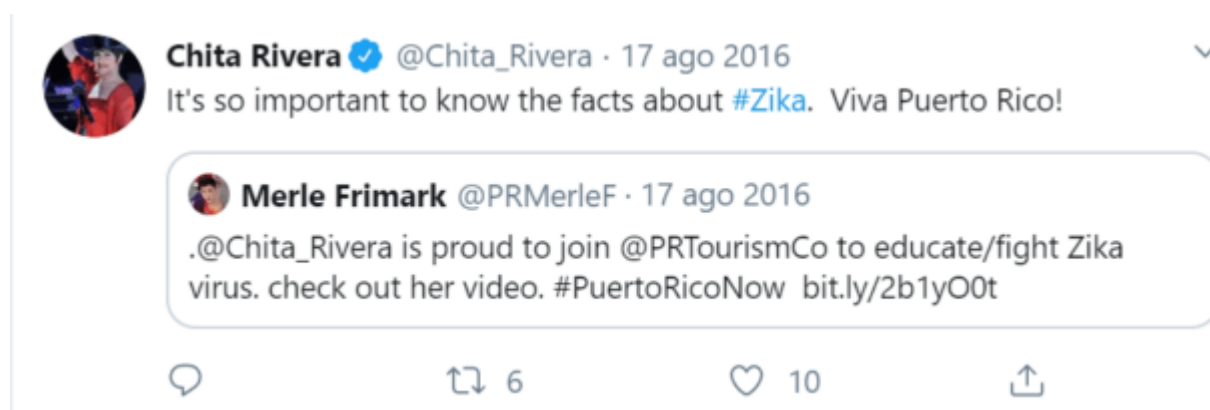 Chita Rivera @Chita_Rivera · 17 ago 2016
It's so important to know the facts about #Zika. Viva Puerto Rico!
Merle Frimark @PRMerleF · 17 ago 2016
.@Chita_Rivera is proud to join @PRTourismCo to educate/fight Zika
virus. check out her video. #PuertoRicoNow bit.ly/2b1yO0t
6 10